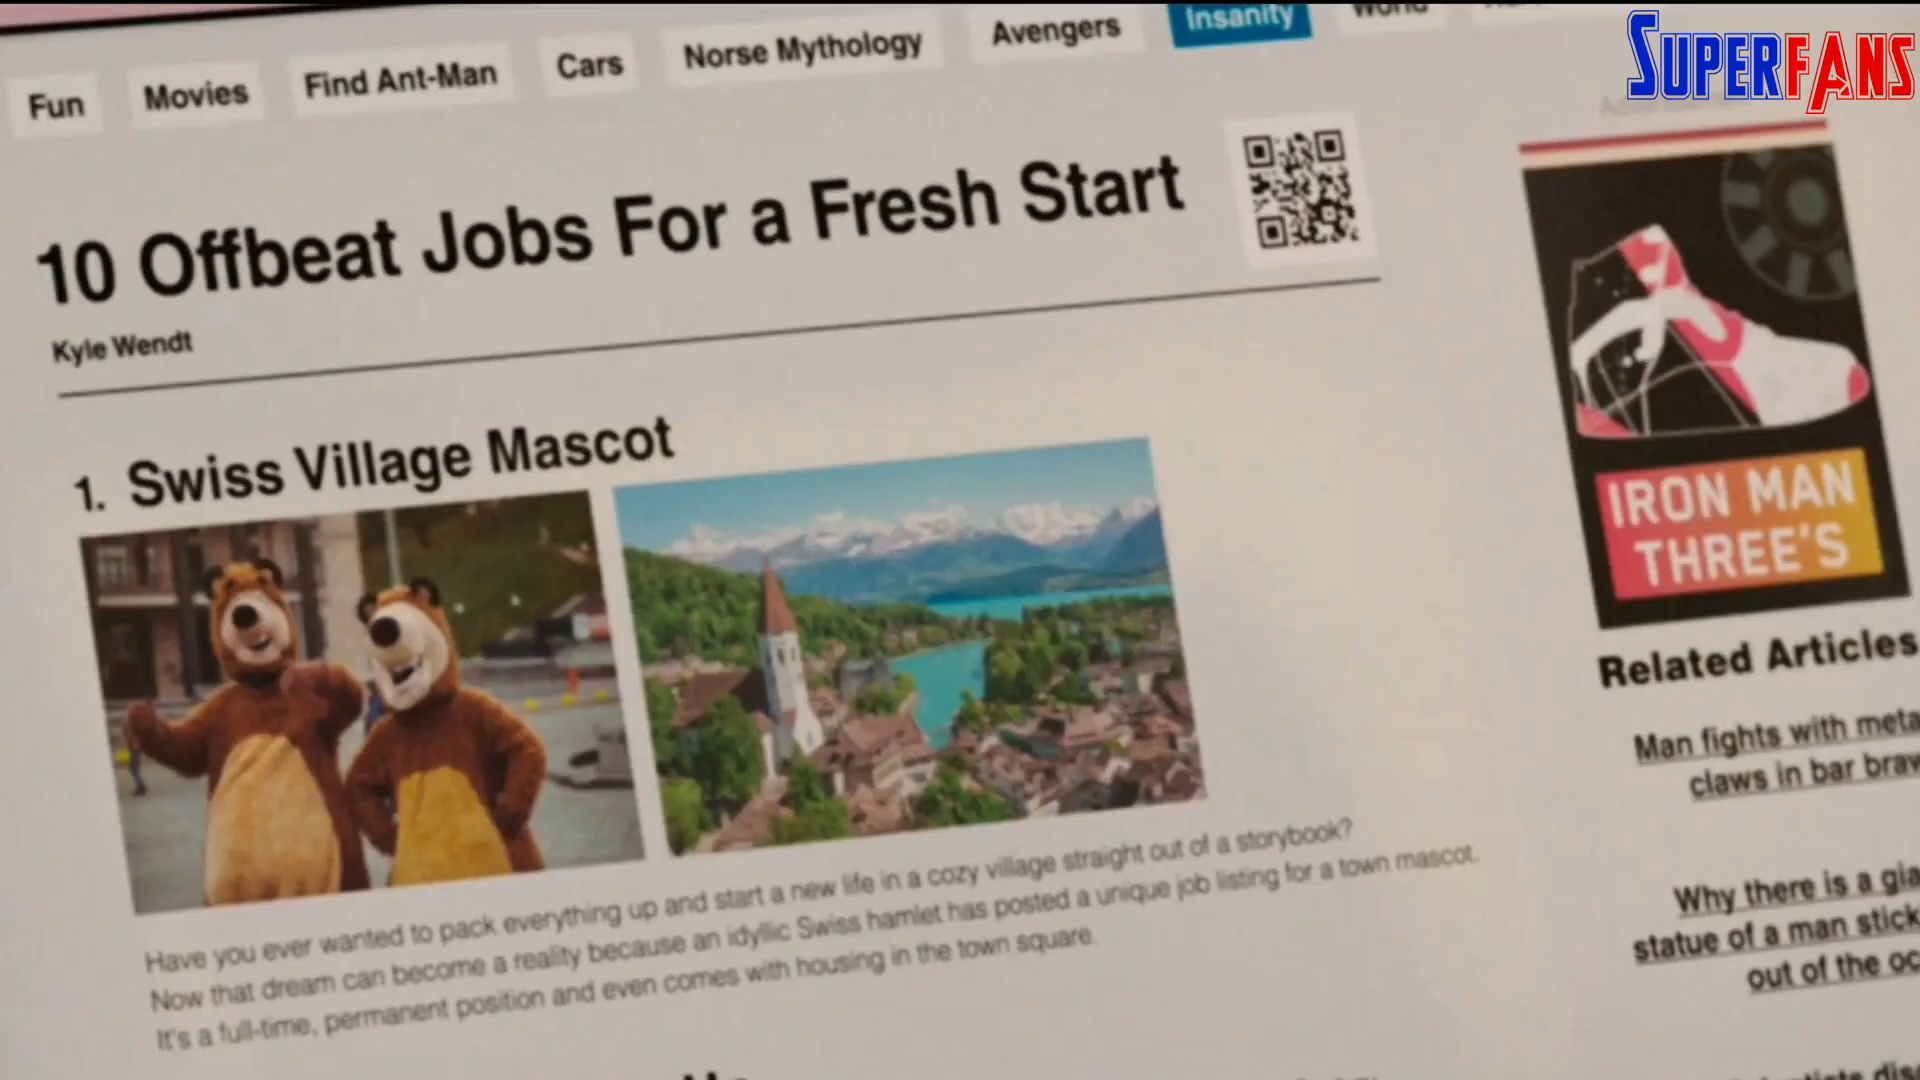 Fun
Movies
Find Ant-Man
Cars
Norse Mythology
Avengers
Insanity
World
SUPERFANS
10 Offbeat Jobs For a Fresh Start
Kyle Wendt
1. Swiss Village Mascot
Have you ever wanted to pack everything up and start a new life in a cozy village straight out of a storybook?
Now that dream can become a reality because an idyllic Swiss hamlet has posted a unique job listing for a town mascot.
It's a full-time, permanent position and even comes with housing in the town square.
IRON MAN
THREE'S
Related Articles
Man fights with meta
claws in bar braw
Why there is a gia
statue of a man stick
out of the oc